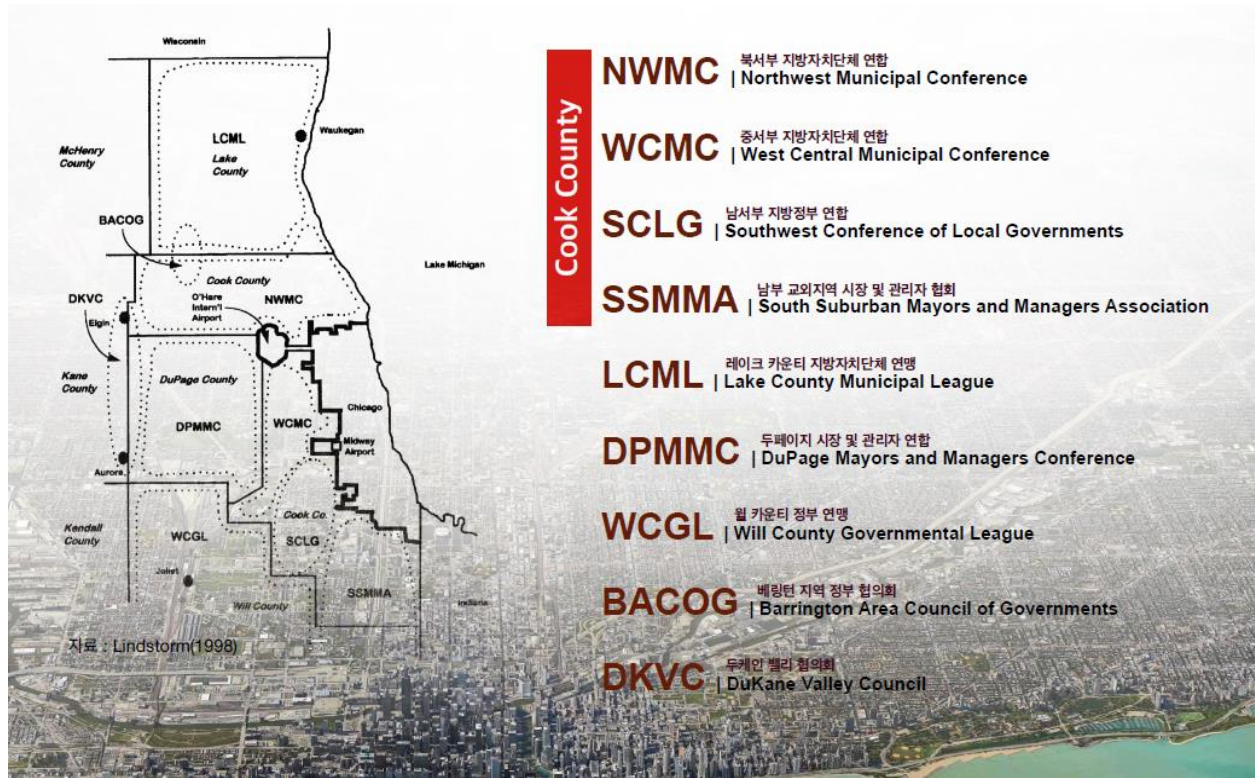 Wisconsin
McHenry
County
LCML
Lake
County
Waukegan
BACOG
Lake Michigan
Cook County
DKVC
Elgin
O'Hare
Intern'l
Airport
NWMC
Kane
County
DuPage County
DPMMC
WCMC
Chicago
Midway
Airport
Aurora
Kendall
County
WCGL
Cook Co.
SCLG
Joliet
SSMMA
Will County
Indiana
자료 : Lindstorm(1998)
Cook County
북서부 지방자치단체 연합
NWMC | Northwest Municipal Conference
중서부 지방자치단체 연합
WCMC | West Central Municipal Conference
남서부 지방정부 연합
SCLG | Southwest Conference of Local Governments
남부 교외지역 시장 및 관리자 협회
SSMMA | South Suburban Mayors and Managers Association
레이크 카운티 지방자치단체 연맹
LCML | Lake County Municipal League
두페이지 시장 및 관리자 연합
DPMMC | DuPage Mayors and Managers Conference
윌 카운티 정부 연맹
WCGL | Will County Governmental League
베링턴 지역 정부 협의회
BACOG | Barrington Area Council of Governments
두케인 밸리 협의회
DKVC | DuKane Valley Council